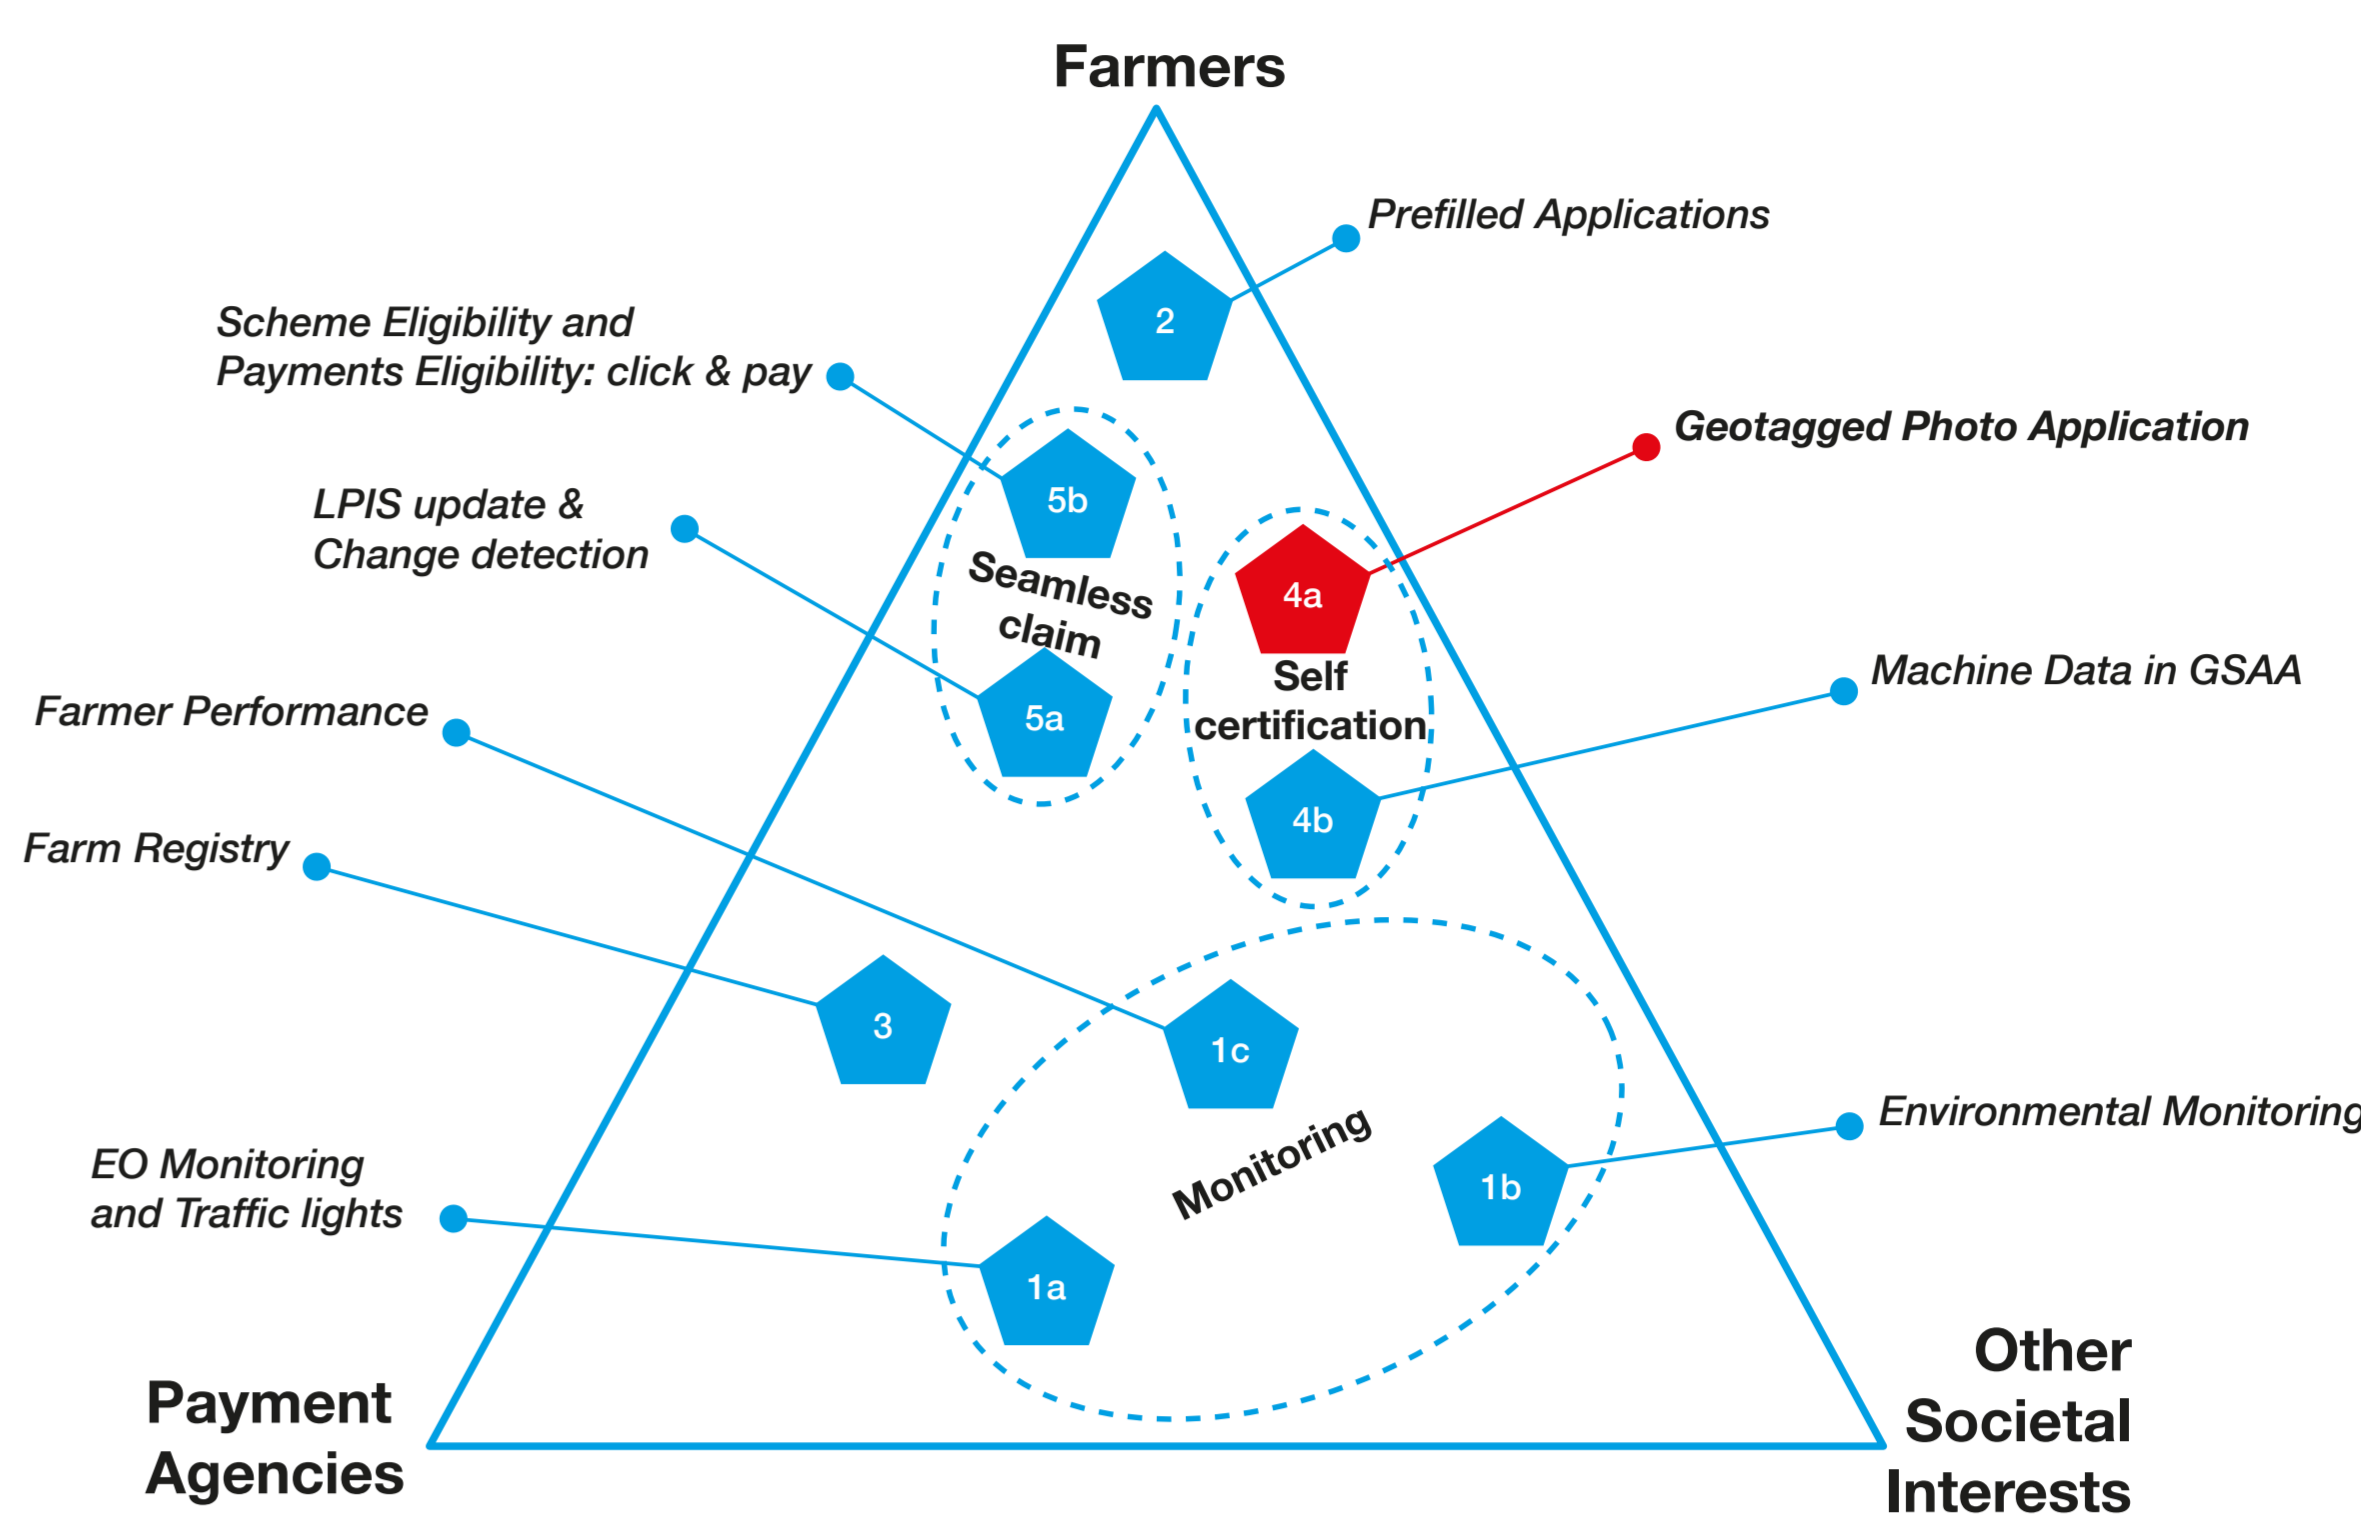 Farmers
Prefilled Applications
2
Scheme Eligibility and
Payments Eligibility: click & pay
Geotagged Photo Application
5b
LPIS update &
Change detection
Seamless
claim
4a
Self
certification
Machine Data in GSAA
5a
Farmer Performance
4b
Farm Registry
3
1c
Environmental Monitoring
Monitoring
EO Monitoring
and Traffic lights
1b
1a
Payment
Agencies
Other
Societal
Interests